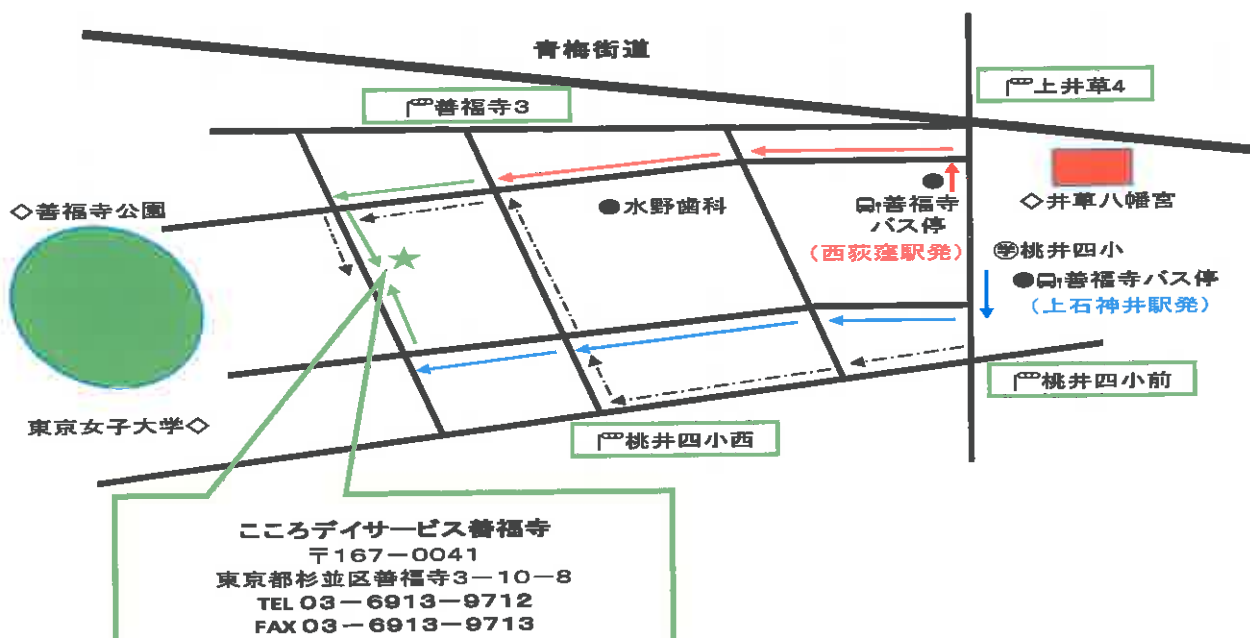 青梅街道
上井草4
善福寺3
◇善福寺公園
●水野歯科
善福寺
バス停
(西荻窪駅発)
◇井草八幡宮
㊫桃井四小
●善福寺バス停
(上石神井駅発)
桃井四小前
東京女子大学◇
桃井四小西
こころデイサービス善福寺
〒167－0041
東京都杉並区善福寺3－10－8
TEL 03－6913－9712
FAX 03－6913－9713